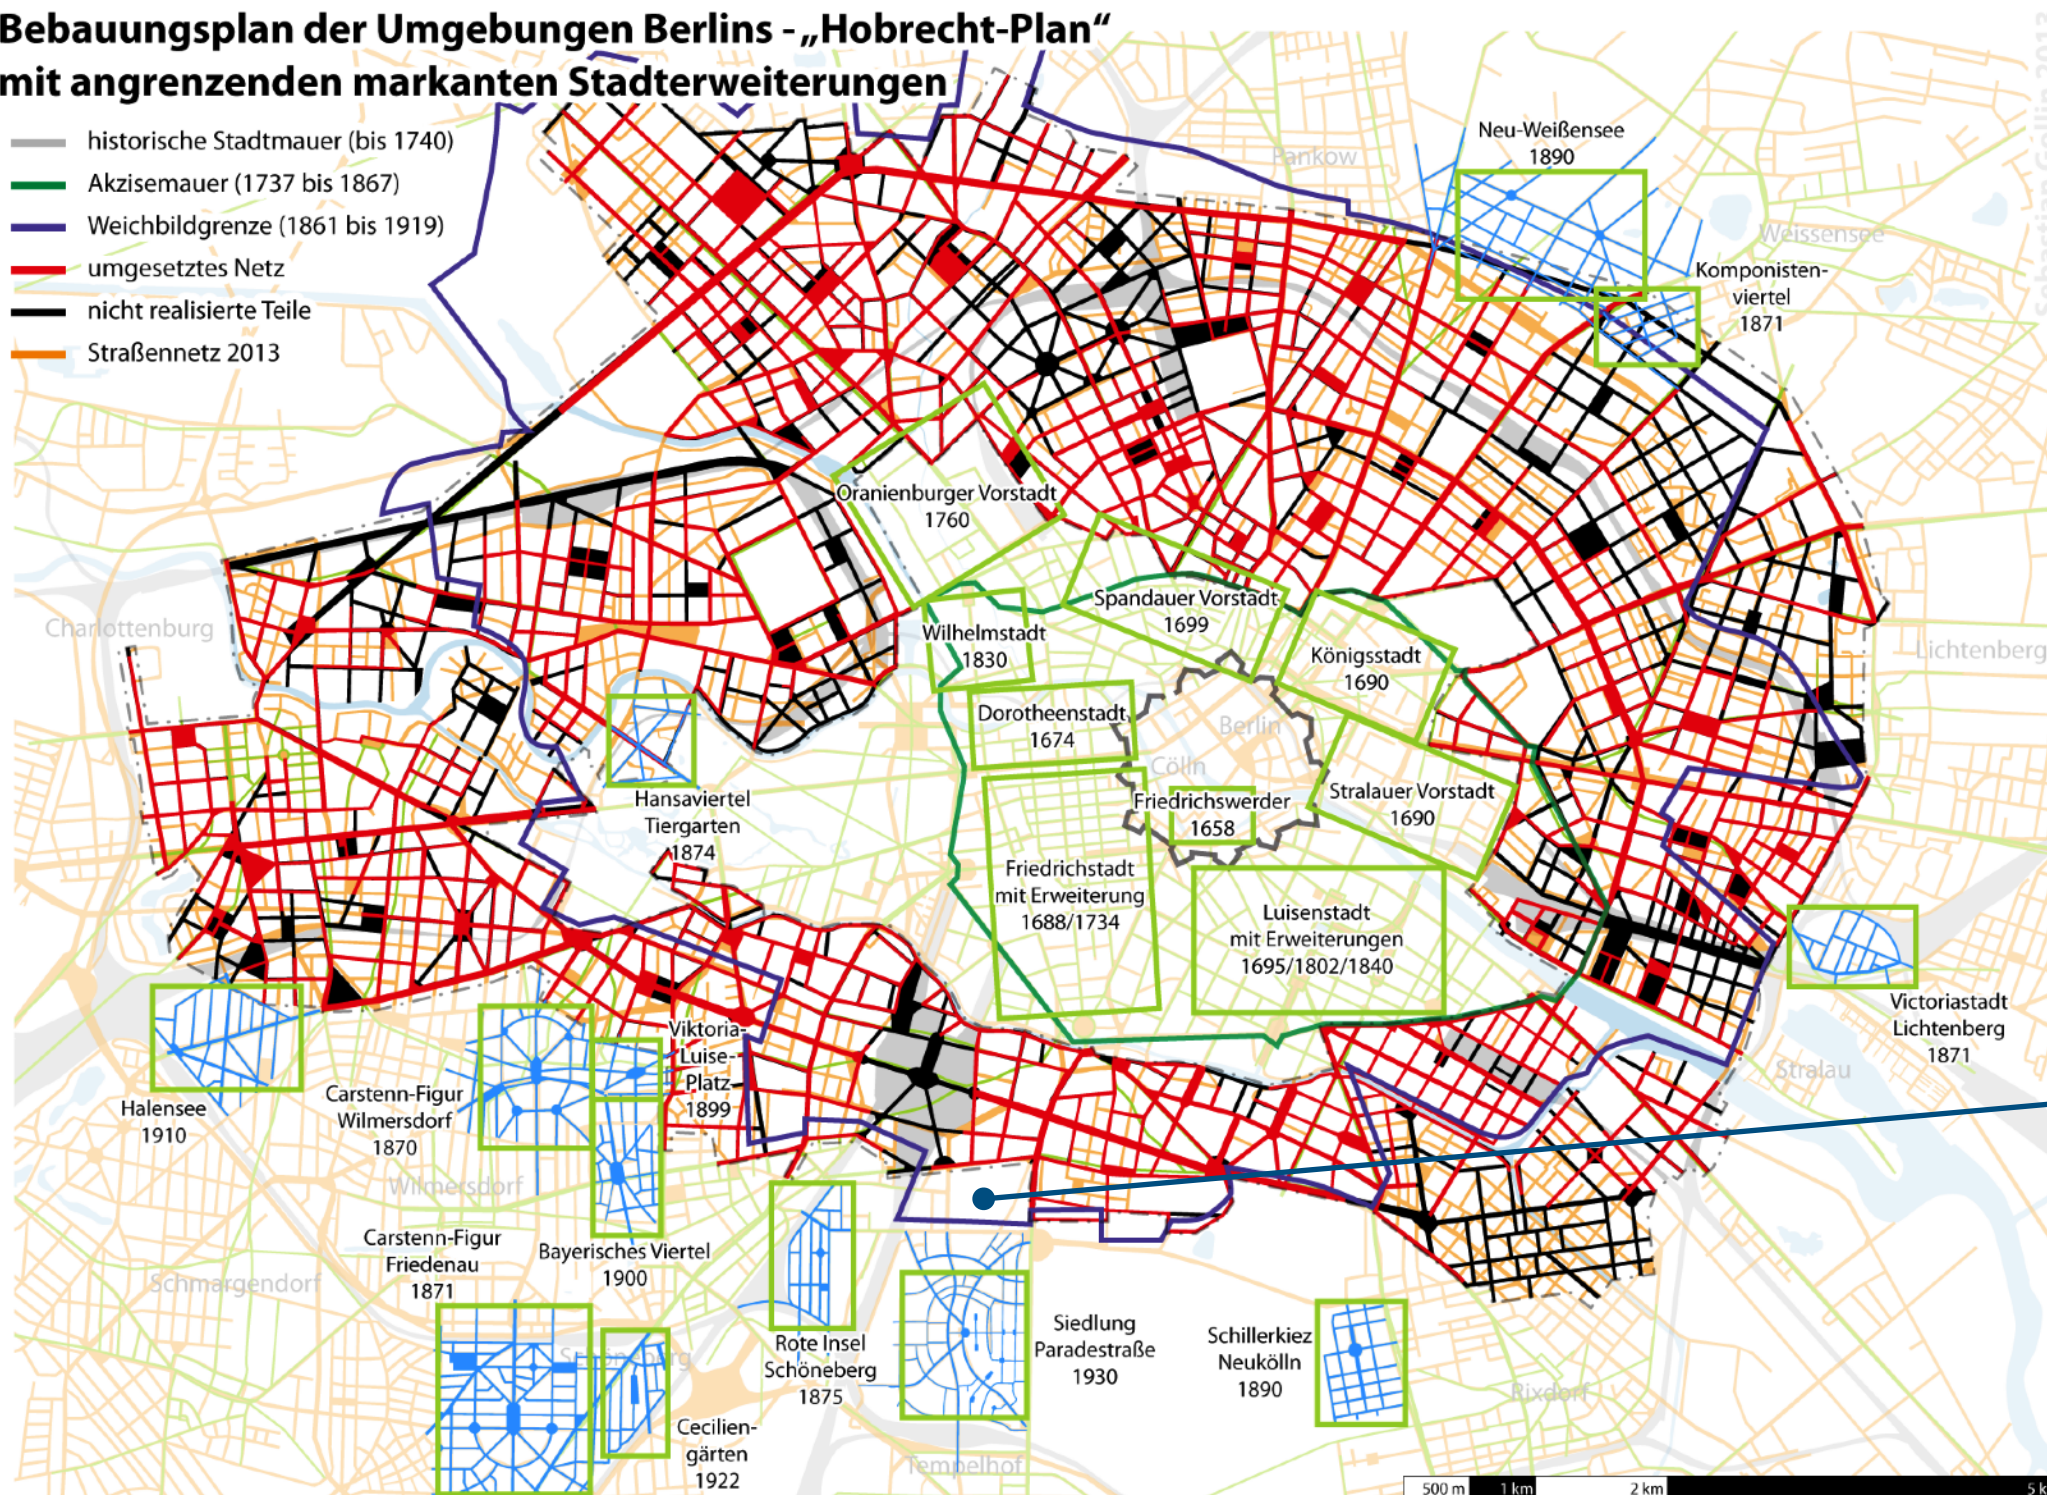 Bebauungsplan der Umgebungen Berlins - „Hobrecht-Plan“
mit angrenzenden markanten Stadterweiterungen
historische Stadtmauer (bis 1740)
Akzisemauer (1737 bis 1867)
Weichbildgrenze (1861 bis 1919)
umgesetztes Netz
nicht realisierte Teile
Straßennetz 2013
Pankow
Neu-Weißensee
1890
Weissensee
Komponisten-
viertel
1871
Oranienburger Vorstadt
1760
Charlottenburg
Spandauer Vorstadt
1699
Wilhelmstadt
1830
Königsstadt
1690
Lichtenberg
Dorotheenstadt
1674
Berlin
Cölln
Hansaviertel
Tiergarten
1874
Friedrichswerder
1658
Stralauer Vorstadt
1690
Friedrichstadt
mit Erweiterung
1688/1734
Luisenstadt
mit Erweiterungen
1695/1802/1840
Victoriastadt
Lichtenberg
1871
Stralau
Viktoria-
Luise-
Platz
1899
Halensee
1910
Carstenn-Figur
Wilmersdorf
1870
Wilmersdorf
Carstenn-Figur
Friedenau
1871
Bayerisches Viertel
1900
Schmargendorf
Schöneberg
Rote Insel
Schöneberg
1875
Siedlung
Paradestraße
1930
Schillerkiez
Neukölln
1890
Rixdorf
Cecilien-
gärten
1922
Tempelhof
500 m 1 km 2 km 5 k